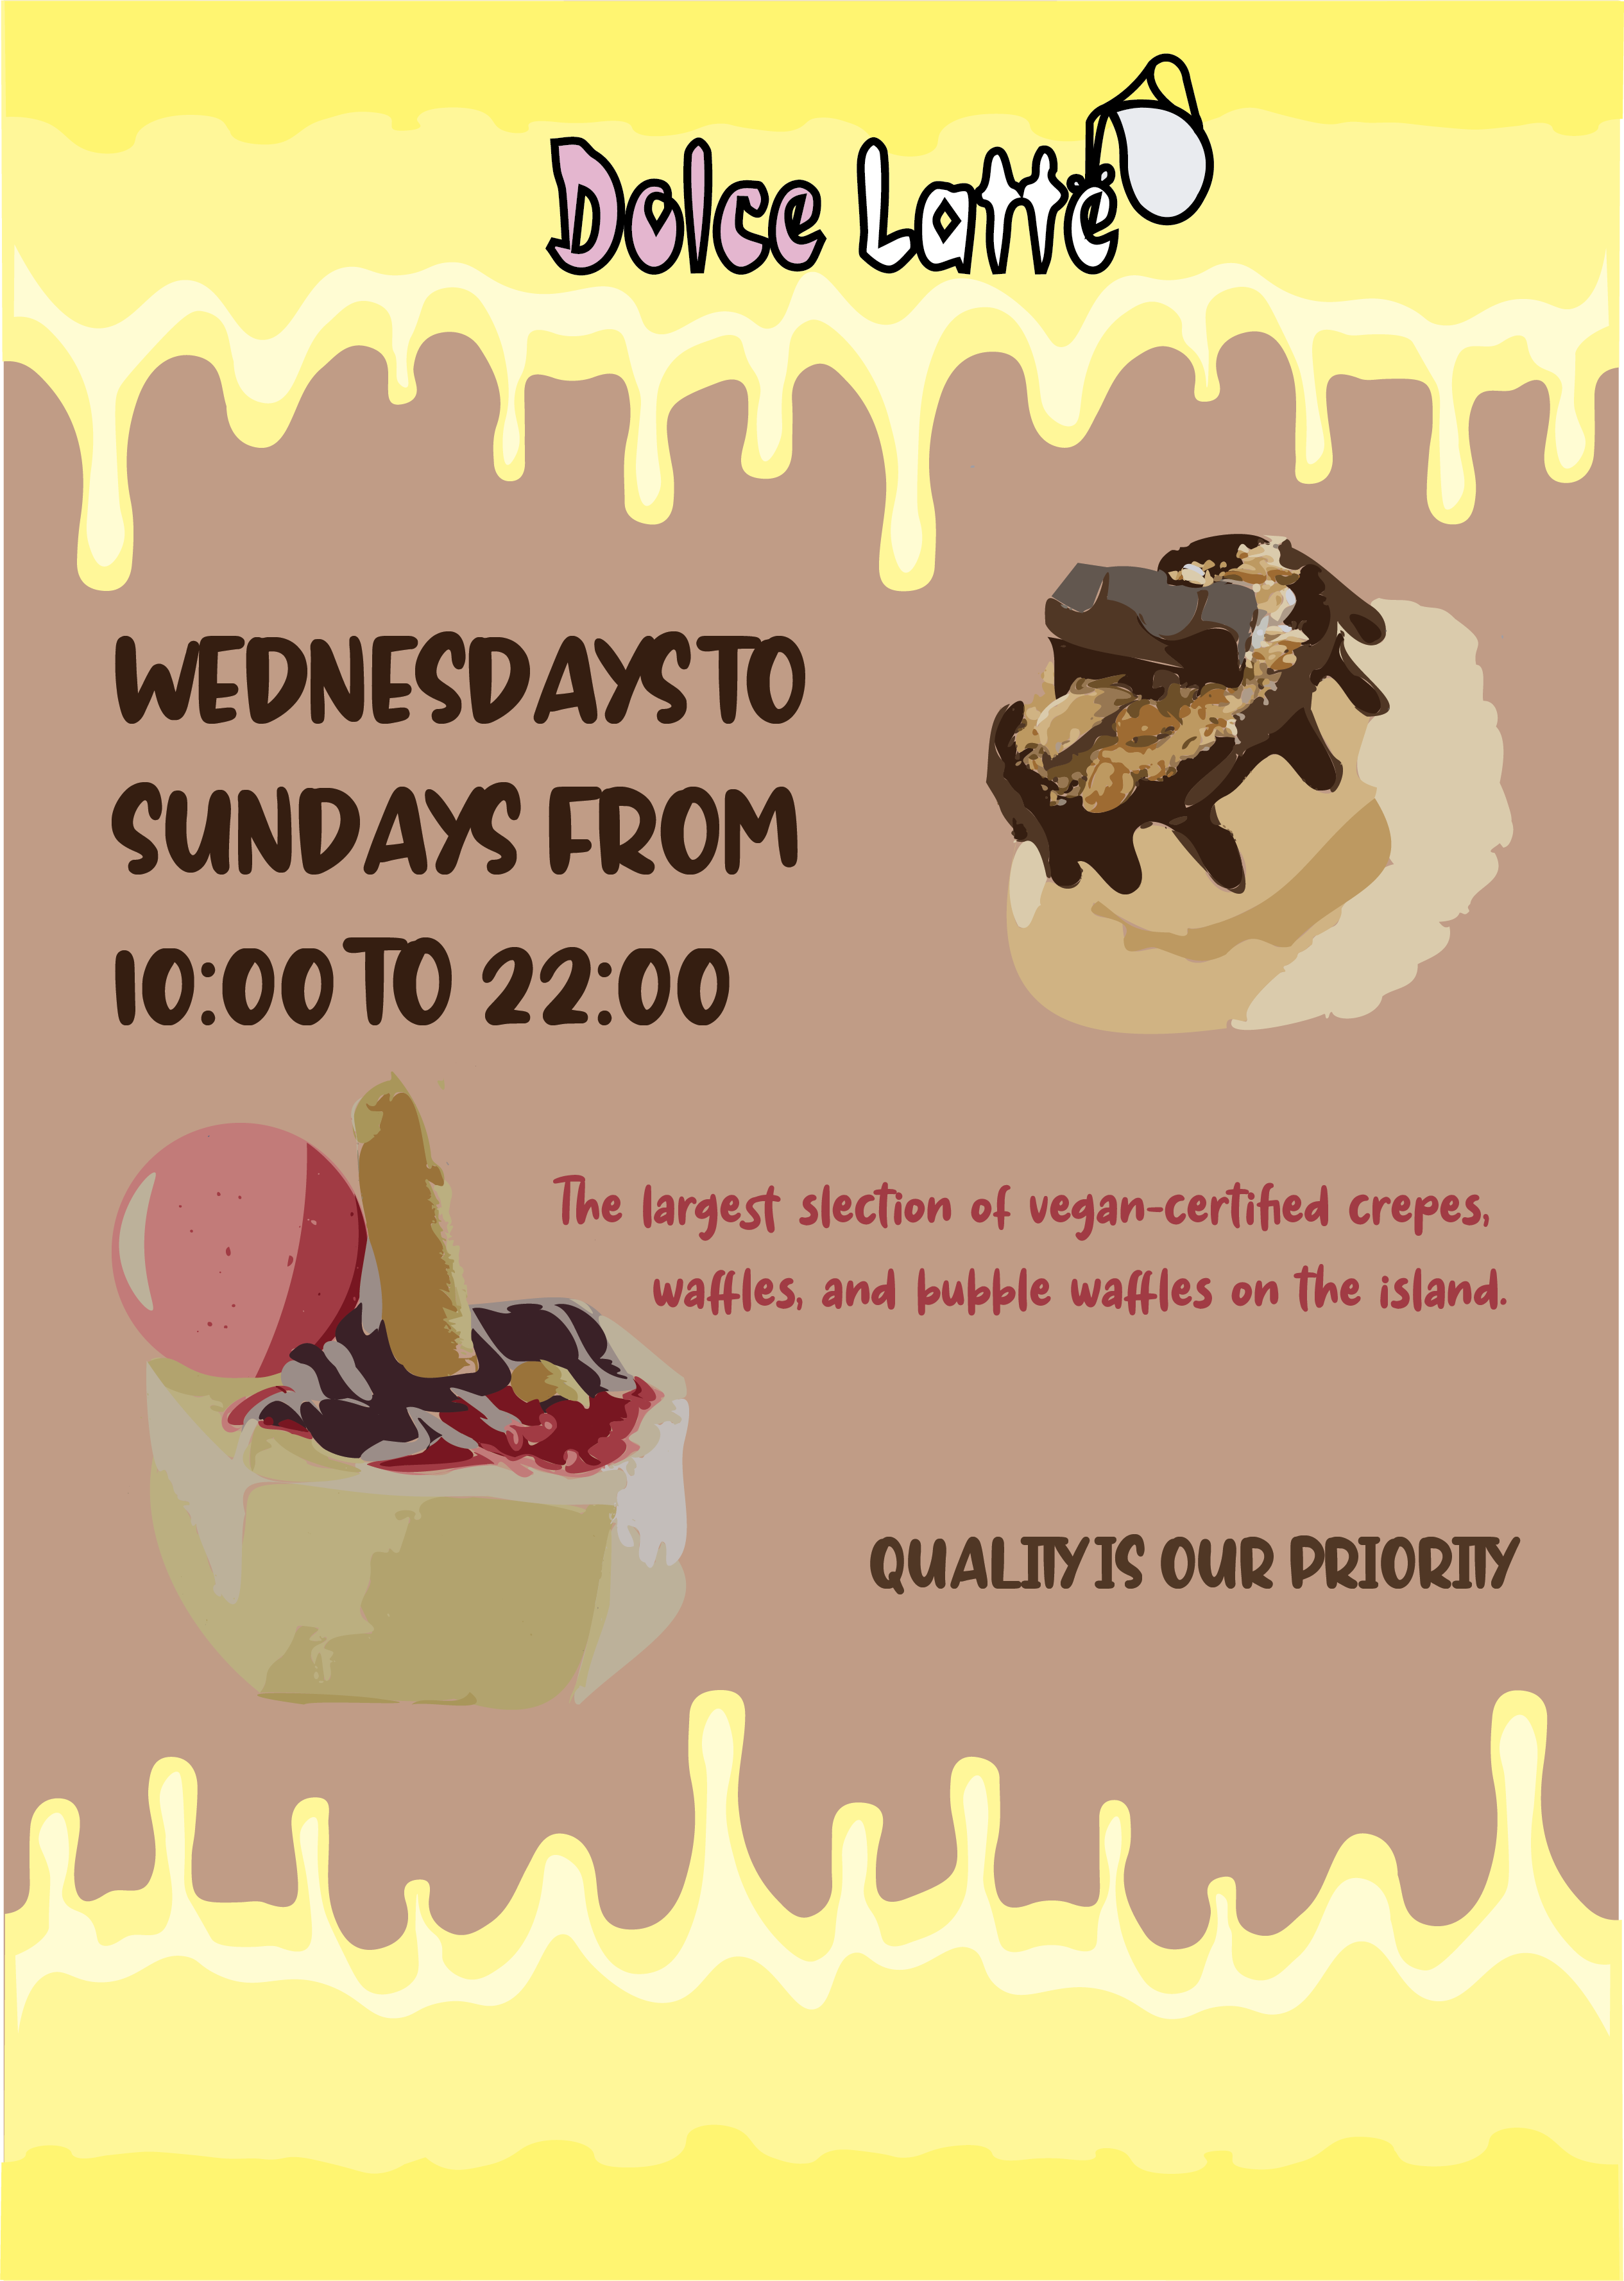 Dolce Latte
WEDNESDAYS TO
SUNDAYS FROM
10:00 TO 22:00
The largest slection of vegan-certified crepes,
waffles, and bubble waffles on the island.
QUALITY IS OUR PRIORITY